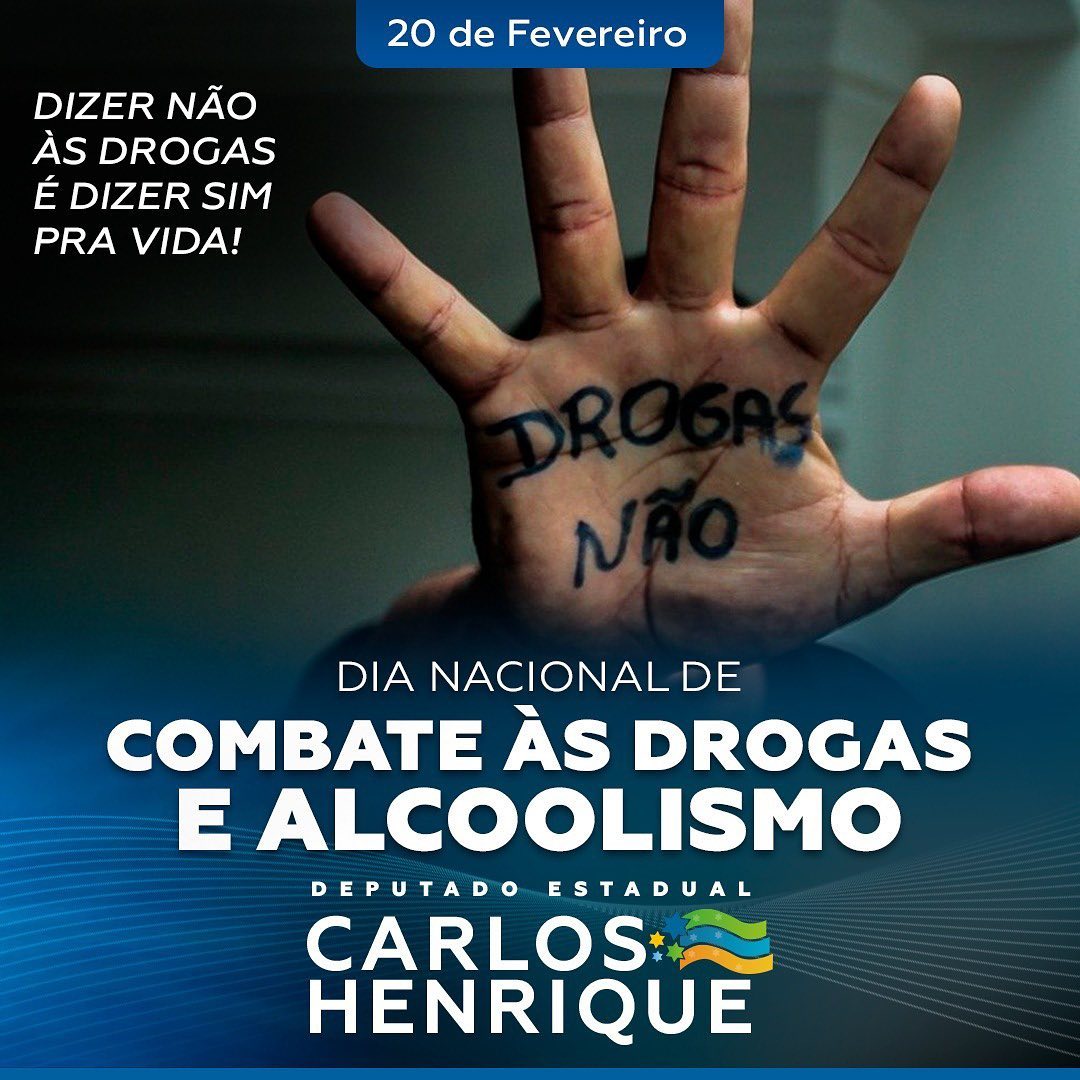 20 de Fevereiro
DIZER NÃO
ÀS DROGAS
É DIZER SIM
PRA VIDA!
DROGAS
NÃO
DIA NACIONAL DE
COMBATE ÀS DROGAS
E ALCOOLISMO
DEPUTADO ESTADUAL
CARLOS
HENRIQUE